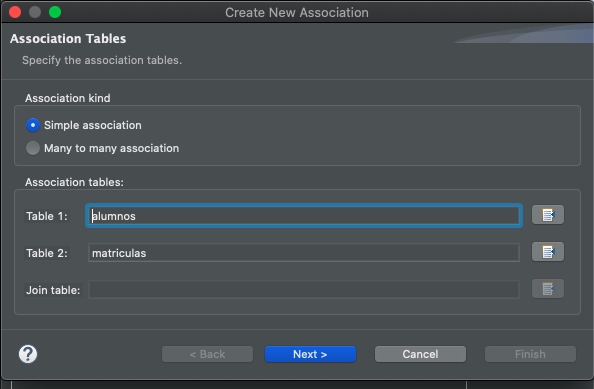 Create New Association
Association Tables
Specify the association tables.
Association kind
Simple association
Many to many association
Association tables:
Table 1: alumnos
Table 2: matriculas
Join table:
? < Back Next > Cancel Finish